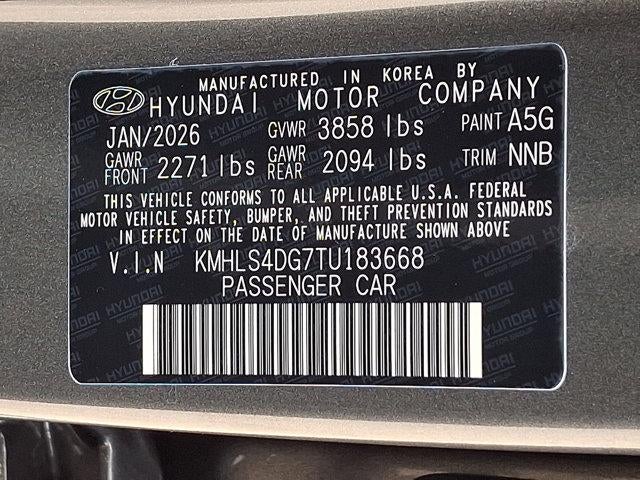 MANUFACTURED IN KOREA BY
HYUNDAI MOTOR COMPANY
JAN/2026 GVWR 3858 lbs PAINT A5G
GAWR FRONT 2271 lbs GAWR REAR 2094 lbs TRIM NNB
THIS VEHICLE CONFORMS TO ALL APPLICABLE U.S.A. FEDERAL
MOTOR VEHICLE SAFETY, BUMPER, AND THEFT PREVENTION STANDARDS
IN EFFECT ON THE DATE OF MANUFACTURE SHOWN ABOVE
V.I.N KMHLS4DG7TU183668
PASSENGER CAR